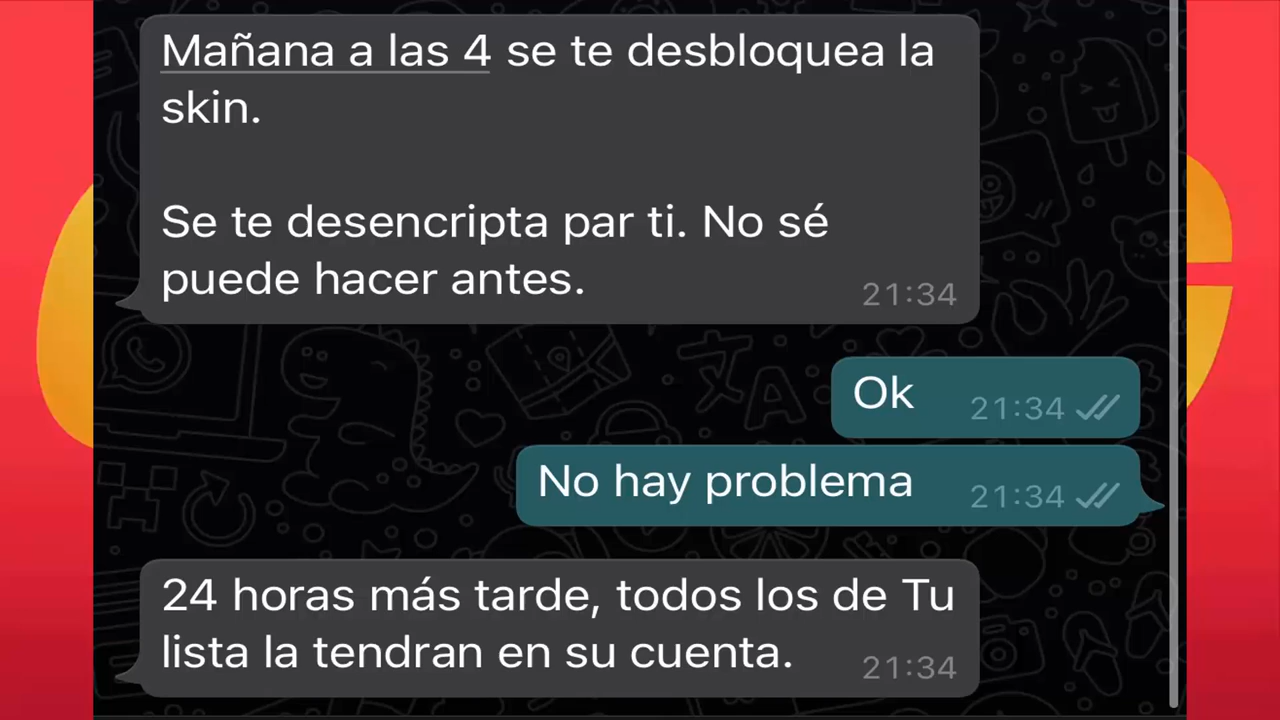 Mañana a las 4 se te desbloquea la
skin.
Se te desencripta par ti. No sé
puede hacer antes.
21:34
Ok
21:34
No hay problema
21:34
24 horas más tarde, todos los de Tu
lista la tendran en su cuenta.
21:34